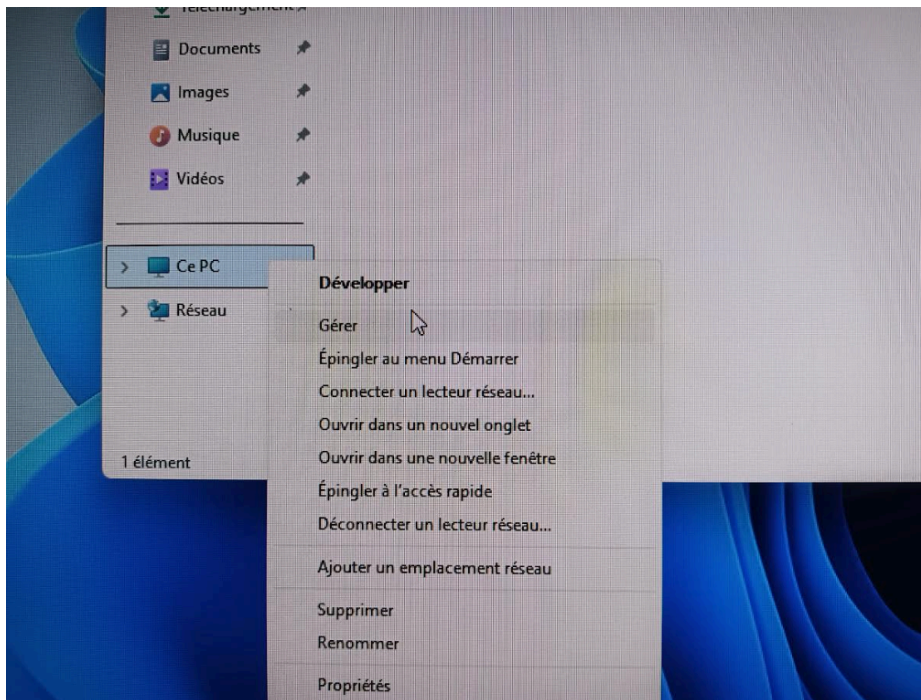 Téléchargement
Documents
Images
Musique
Vidéos
Ce PC
Réseau
Développer
Gérer
Épingler au menu Démarrer
Connecter un lecteur réseau...
Ouvrir dans un nouvel onglet
Ouvrir dans une nouvelle fenêtre
1 élément
Épingler à l'accès rapide
Déconnecter un lecteur réseau...
Ajouter un emplacement réseau
Supprimer
Renommer
Propriétés